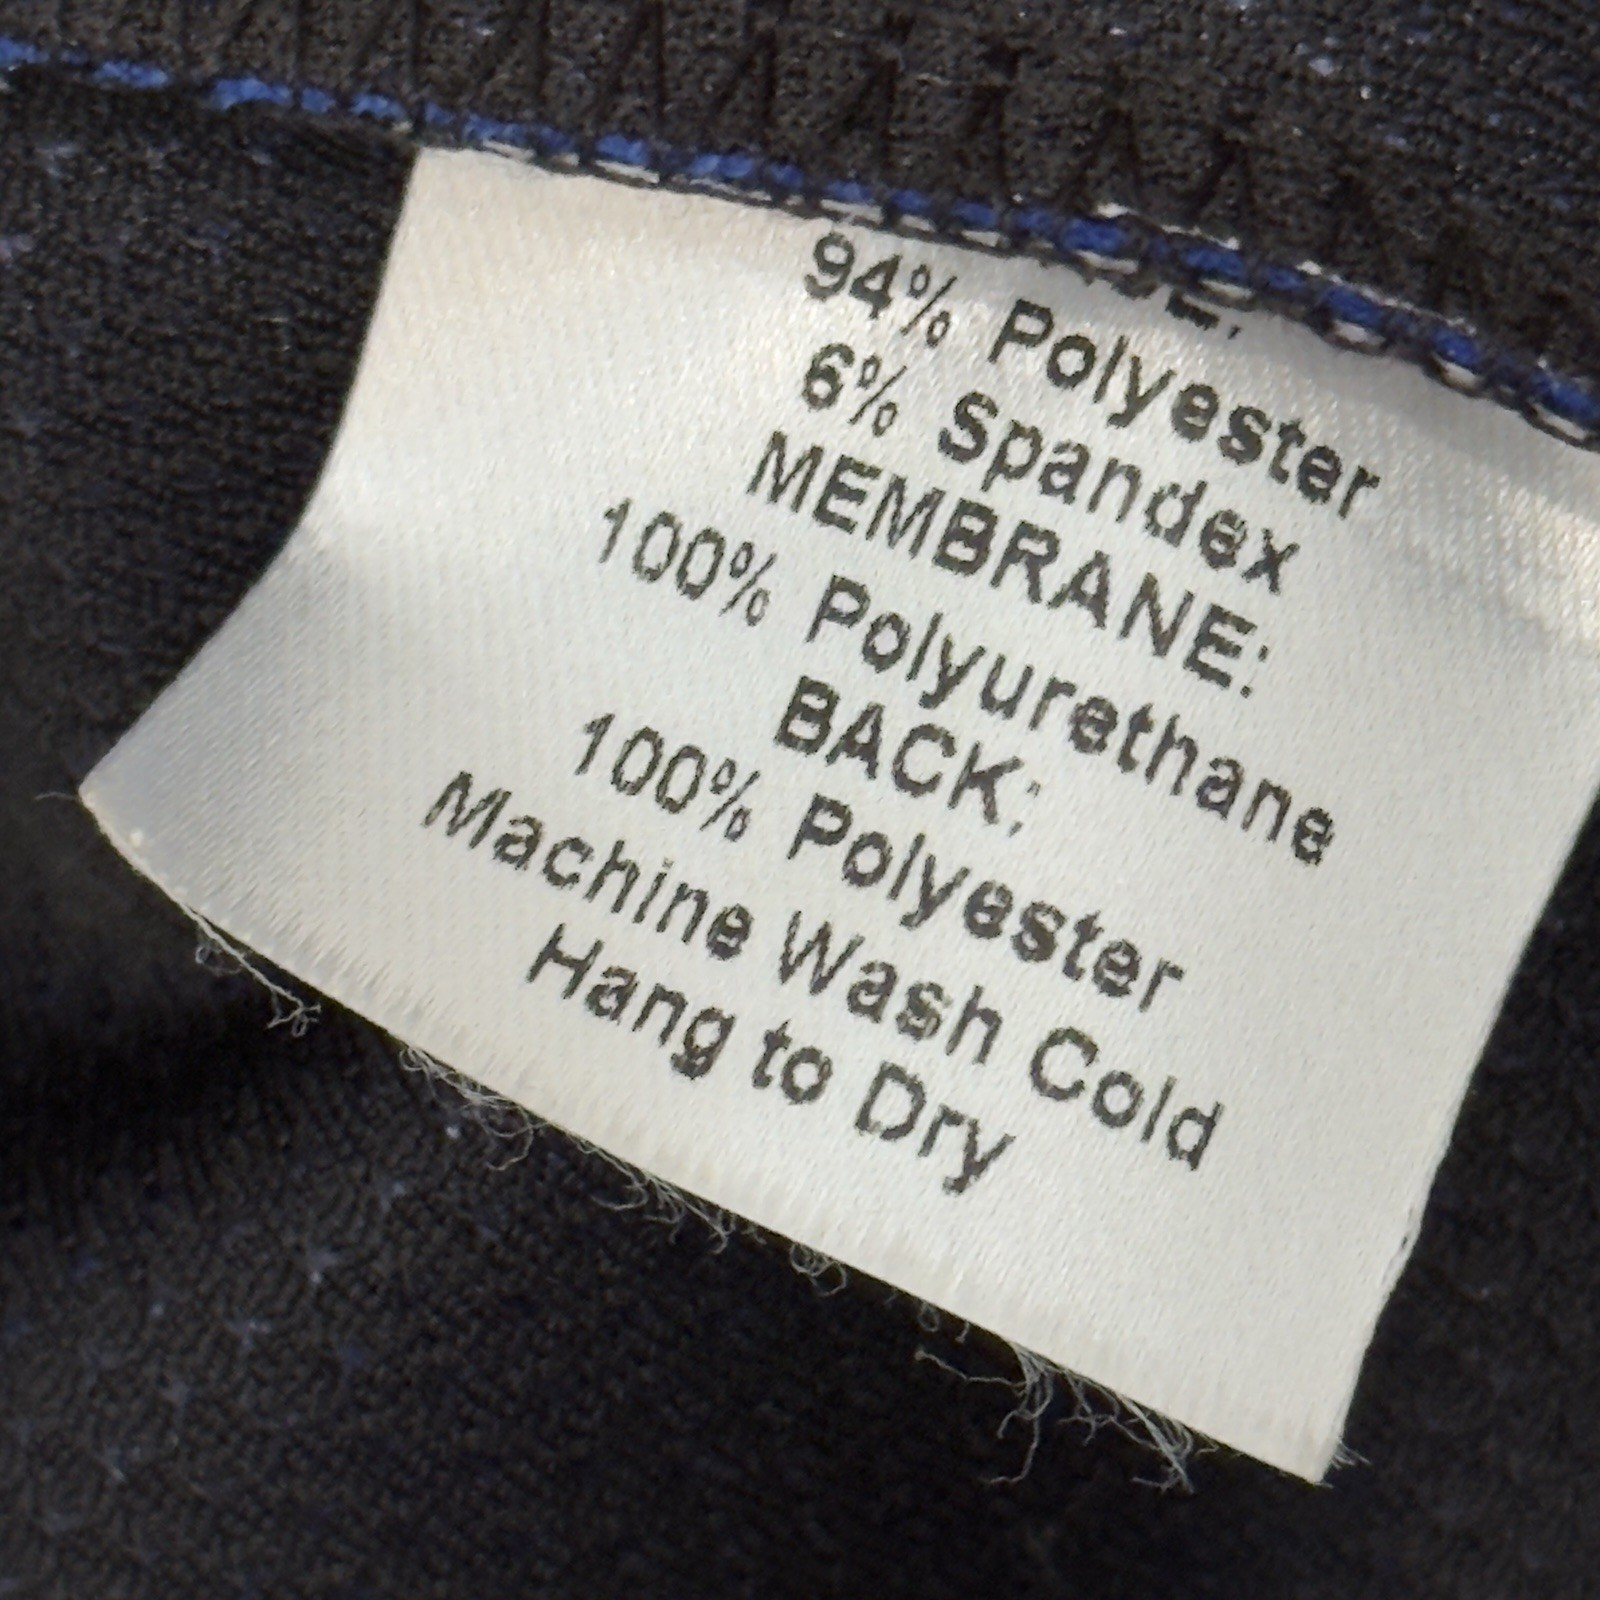 94% Polyester
6% Spandex
MEMBRANE:
100% Polyurethane
BACK:
100% Polyester
Machine Wash Cold
Hang to Dry